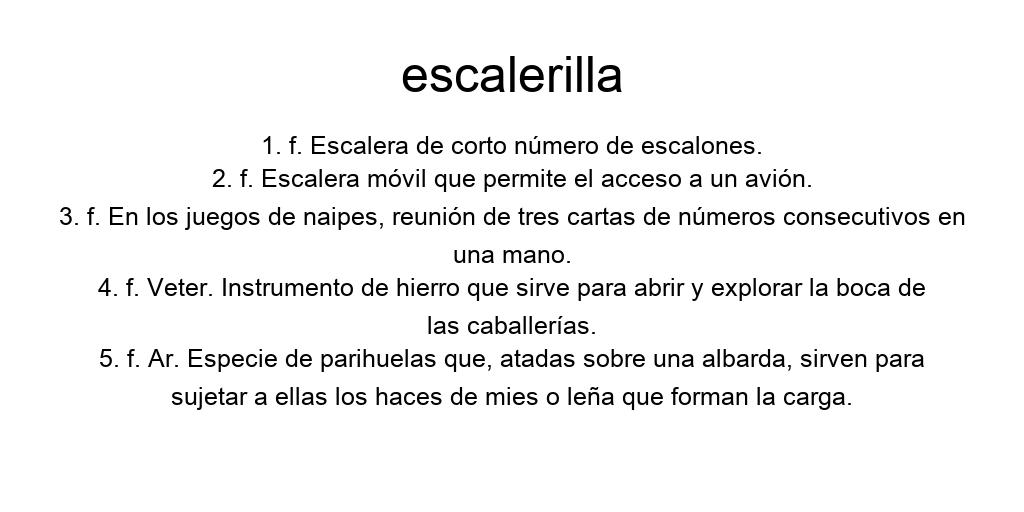 escalerilla
1. f. Escalera de corto número de escalones.
2. f. Escalera móvil que permite el acceso a un avión.
3. f. En los juegos de naipes, reunión de tres cartas de números consecutivos en
una mano.
4. f. Veter. Instrumento de hierro que sirve para abrir y explorar la boca de
las caballerías.
5. f. Ar. Especie de parihuelas que, atadas sobre una albarda, sirven para
sujetar a ellas los haces de mies o leña que forman la carga.